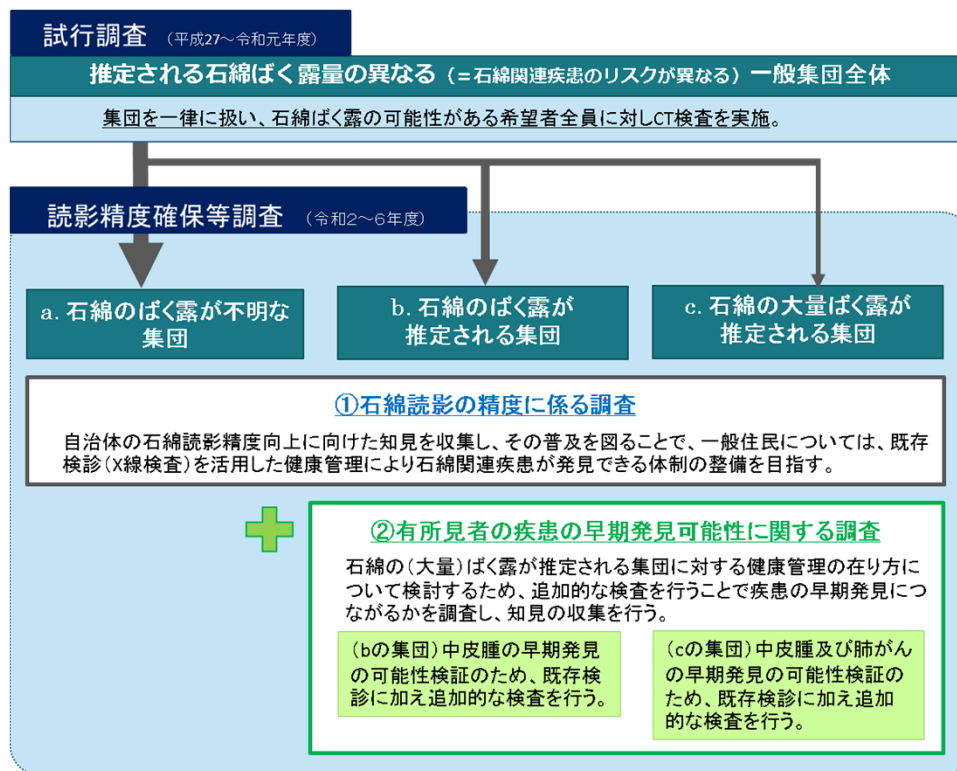 試行調査 （平成27～令和元年度）
推定される石綿ばく露量の異なる（＝石綿関連疾患のリスクが異なる）一般集団全体
集団を一律に扱い、石綿ばく露の可能性がある希望者全員に対しCT検査を実施。
読影精度確保等調査 （令和2～6年度）
a. 石綿のばく露が不明な
集団
b. 石綿のばく露が
推定される集団
c. 石綿の大量ばく露が
推定される集団
①石綿読影の精度に係る調査
自治体の石綿読影精度向上に向けた知見を収集し、その普及を図ることで、一般住民については、既存
検診（X線検査）を活用した健康管理により石綿関連疾患が発見できる体制の整備を目指す。
②有所見者の疾患の早期発見可能性に関する調査
石綿の（大量）ばく露が推定される集団に対する健康管理の在り方に
ついて検討するため、追加的な検査を行うことで疾患の早期発見につ
ながるかを調査し、知見の収集を行う。
（bの集団）中皮腫の早期発見
の可能性検証のため、既存検
診に加え追加的な検査を行う。
（cの集団）中皮腫及び肺がん
の早期発見の可能性検証の
ため、既存検診に加え追加
的な検査を行う。